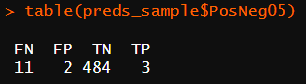 > table(preds_sample$PosNeg05)
FN FP TN TP
11 2 484 3